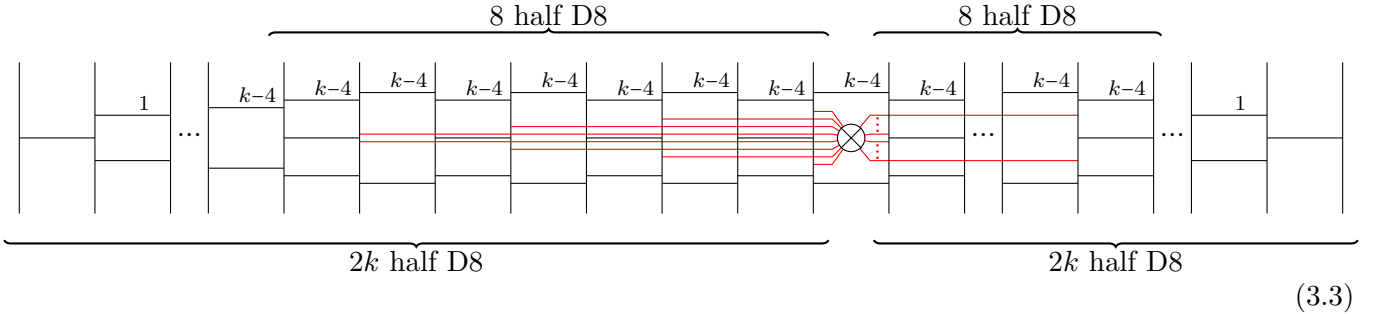 8 half D8 8 half D8
1 k−4 k−4 k−4 k−4 k−4 k−4 k−4 k−4 k−4 k−4 k−4 k−4 1
... ... ...
2k half D8 2k half D8
(3.3)